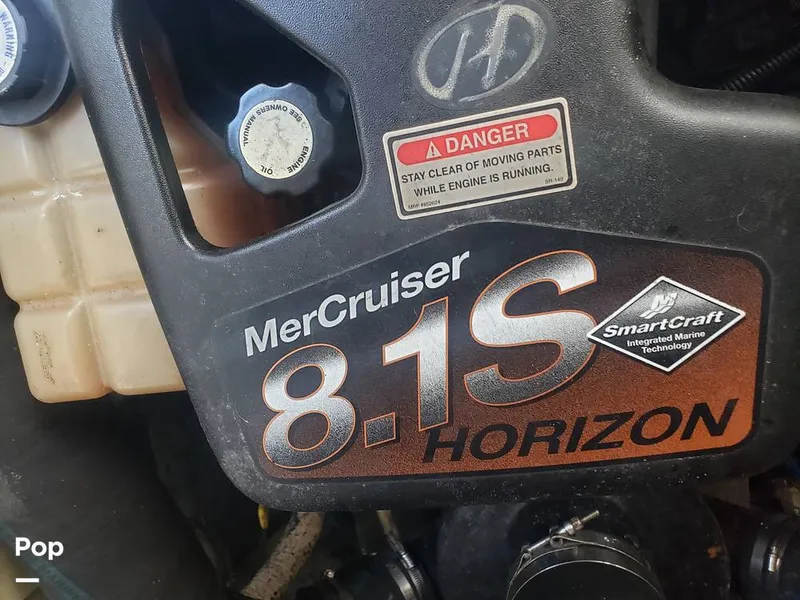 WARNING
ENGINE OIL
SEE OWNERS MANUAL
H
DANGER
STAY CLEAR OF MOVING PARTS
WHILE ENGINE IS RUNNING.
MerCruiser
8.1S
HORIZON
SmartCraft
Integrated Marine
Technology
Pop